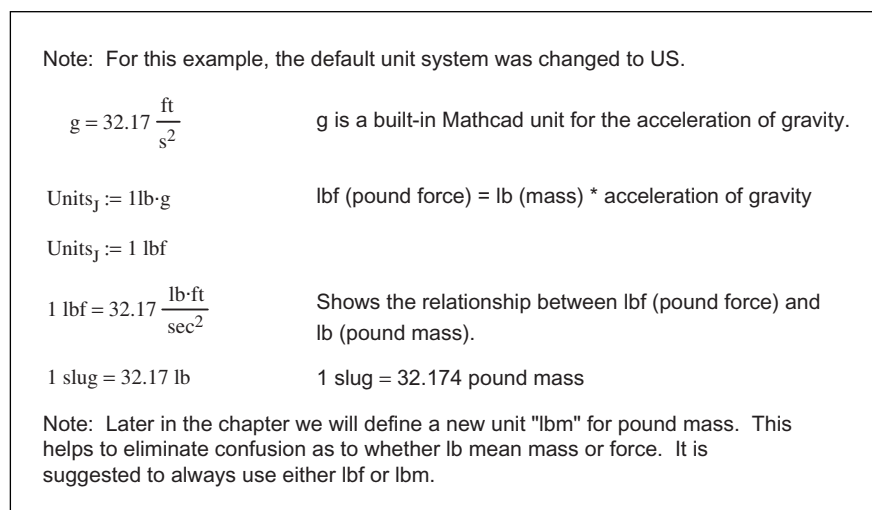 Note: For this example, the default unit system was changed to US.
g = 32.17 ft/s² g is a built-in Mathcad unit for the acceleration of gravity.
Units_J := 1lb·g lbf (pound force) = lb (mass) * acceleration of gravity
Units_J := 1 lbf
1 lbf = 32.17 lb·ft/sec² Shows the relationship between lbf (pound force) and
lb (pound mass).
1 slug = 32.17 lb 1 slug = 32.174 pound mass
Note: Later in the chapter we will define a new unit "lbm" for pound mass. This
helps to eliminate confusion as to whether lb mean mass or force. It is
suggested to always use either lbf or lbm.